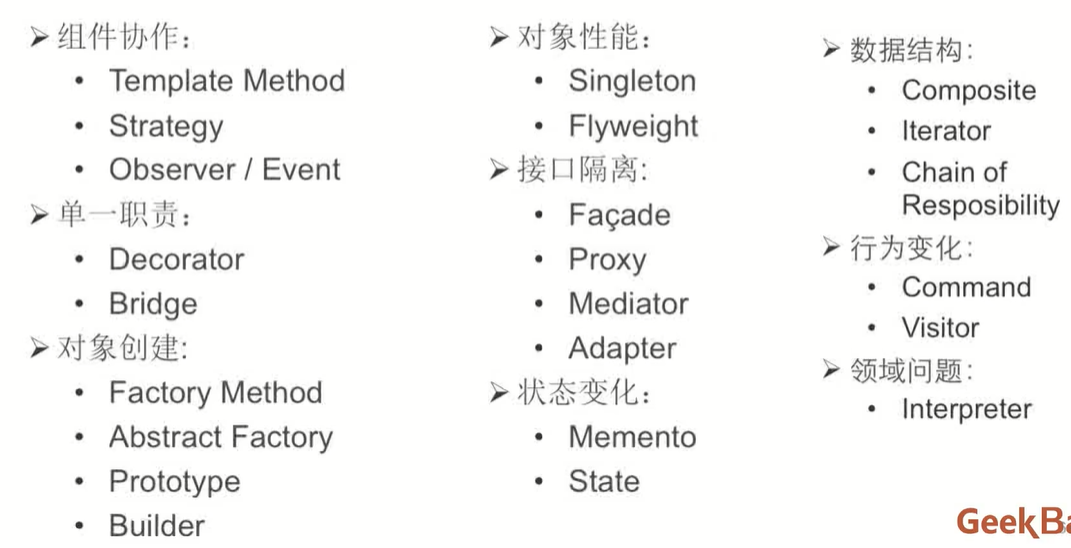 ➢ 组件协作：
• Template Method
• Strategy
• Observer / Event
➢ 单一职责：
• Decorator
• Bridge
➢ 对象创建:
• Factory Method
• Abstract Factory
• Prototype
• Builder
➢ 对象性能：
• Singleton
• Flyweight
➢ 接口隔离:
• Façade
• Proxy
• Mediator
• Adapter
➢ 状态变化：
• Memento
• State
➢ 数据结构:
• Composite
• Iterator
• Chain of
Resposibility
➢ 行为变化:
• Command
• Visitor
➢ 领域问题:
• Interpreter
GeekBa